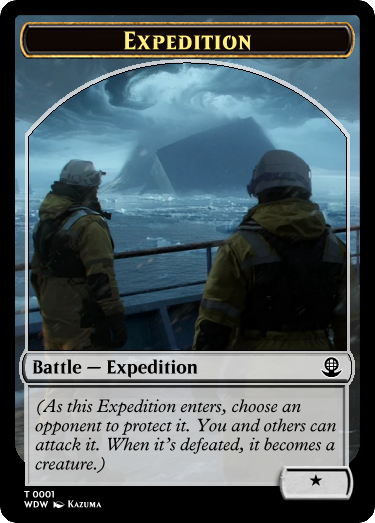 EXPEDITION
Battle — Expedition
(As this Expedition enters, choose an
opponent to protect it. You and others can
attack it. When it's defeated, it becomes a
creature.)
★
T 0001
WDW KAZUMA